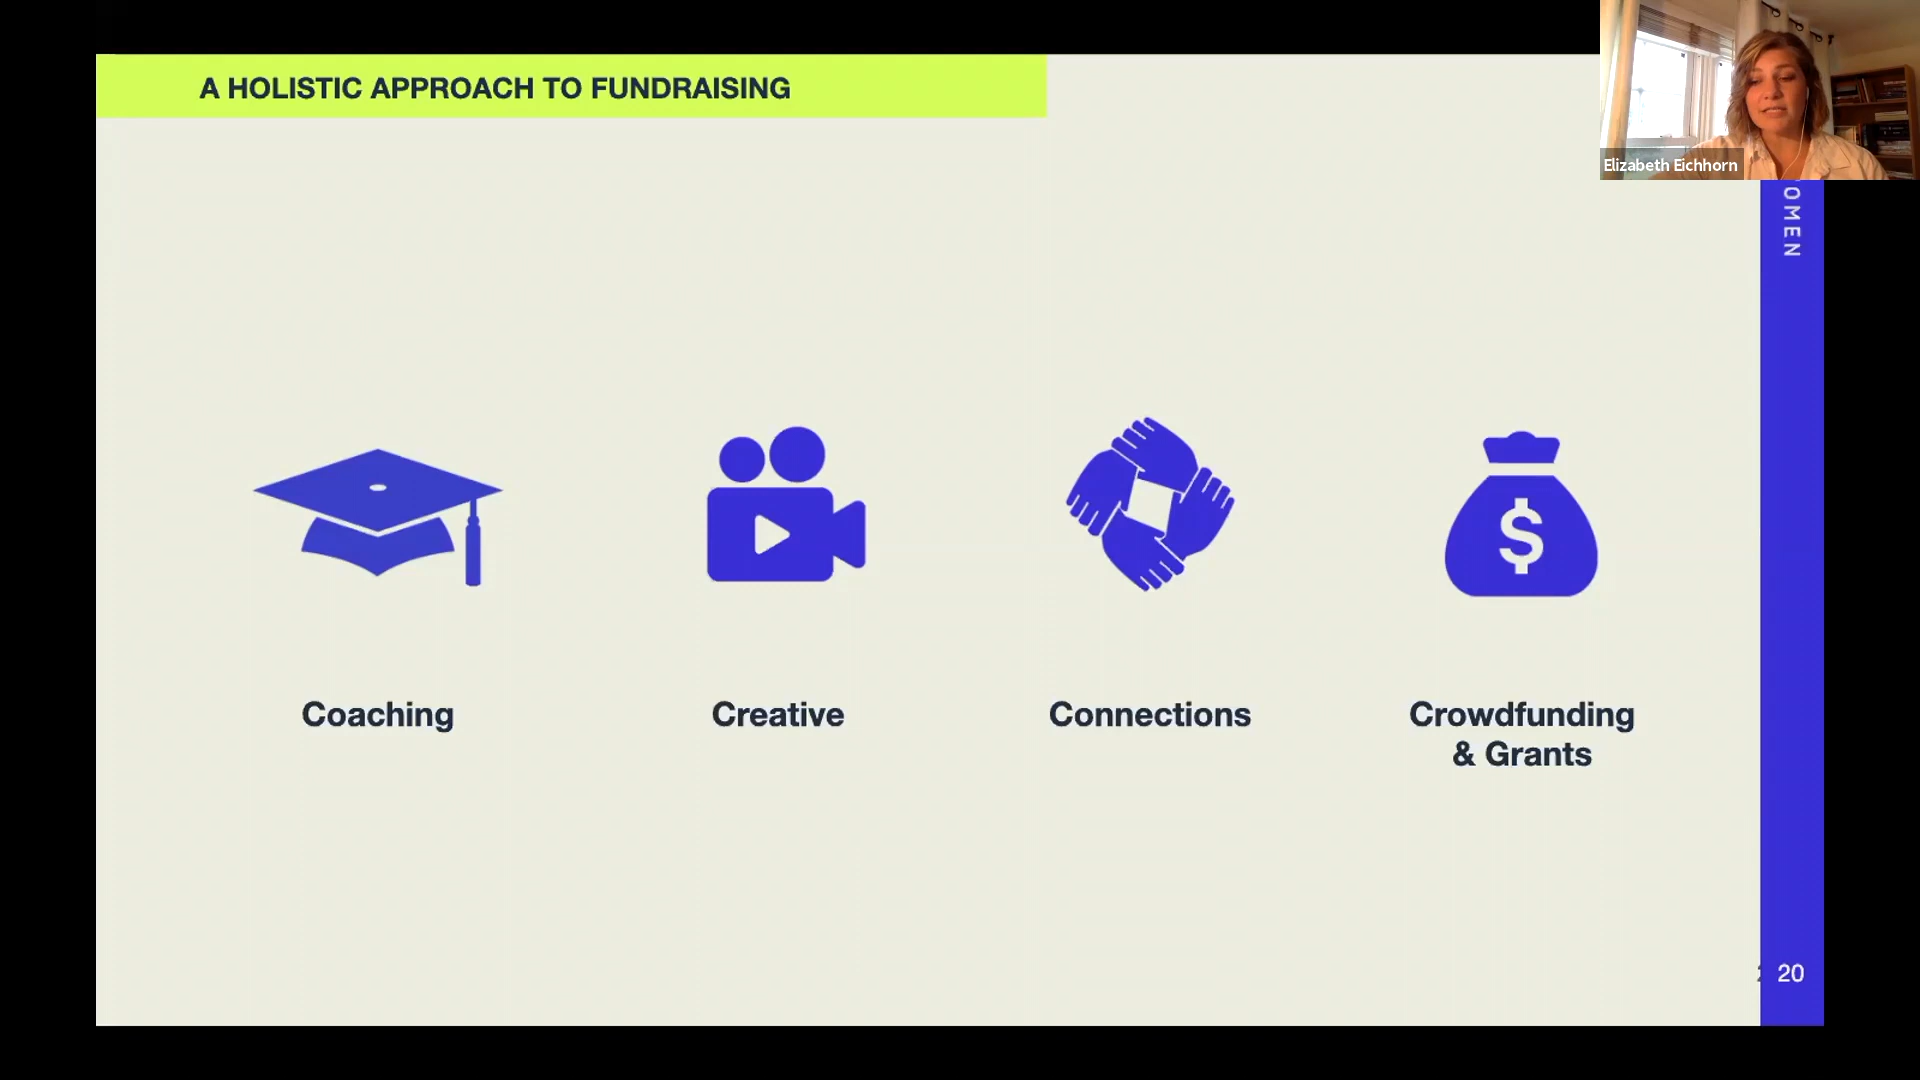 A HOLISTIC APPROACH TO FUNDRAISING
Elizabeth Eichhorn
OMEN
$
Coaching
Creative
Connections
Crowdfunding
& Grants
20